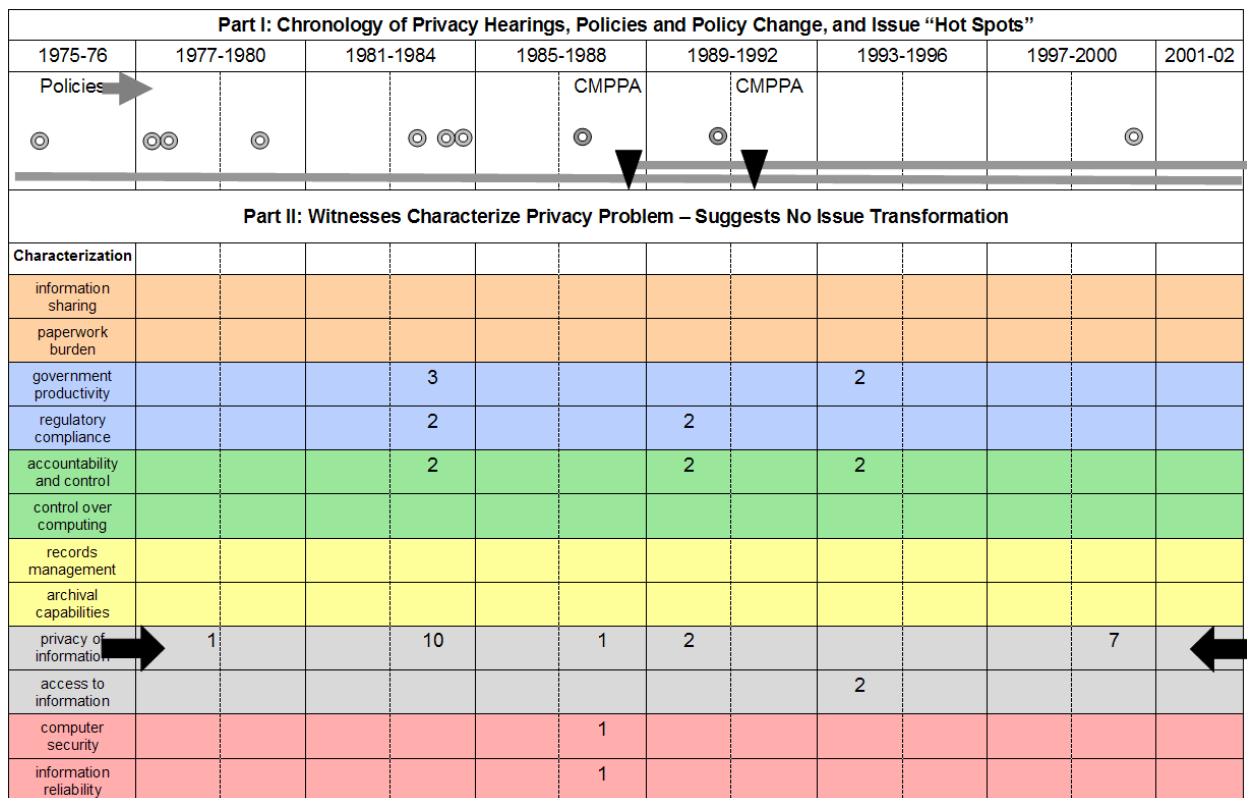 Part I: Chronology of Privacy Hearings, Policies and Policy Change, and Issue “Hot Spots”
1975-76 1977-1980 1981-1984 1985-1988 1989-1992 1993-1996 1997-2000 2001-02
Policies CMPPA CMPPA
Part II: Witnesses Characterize Privacy Problem – Suggests No Issue Transformation
Characterization
information
sharing
paperwork
burden
government
productivity
3 2
regulatory
compliance
2 2
accountability
and control
2 2 2
control over
computing
records
management
archival
capabilities
privacy of
information
1 10 1 2 7
access to
information
2
computer
security
1
information
reliability
1